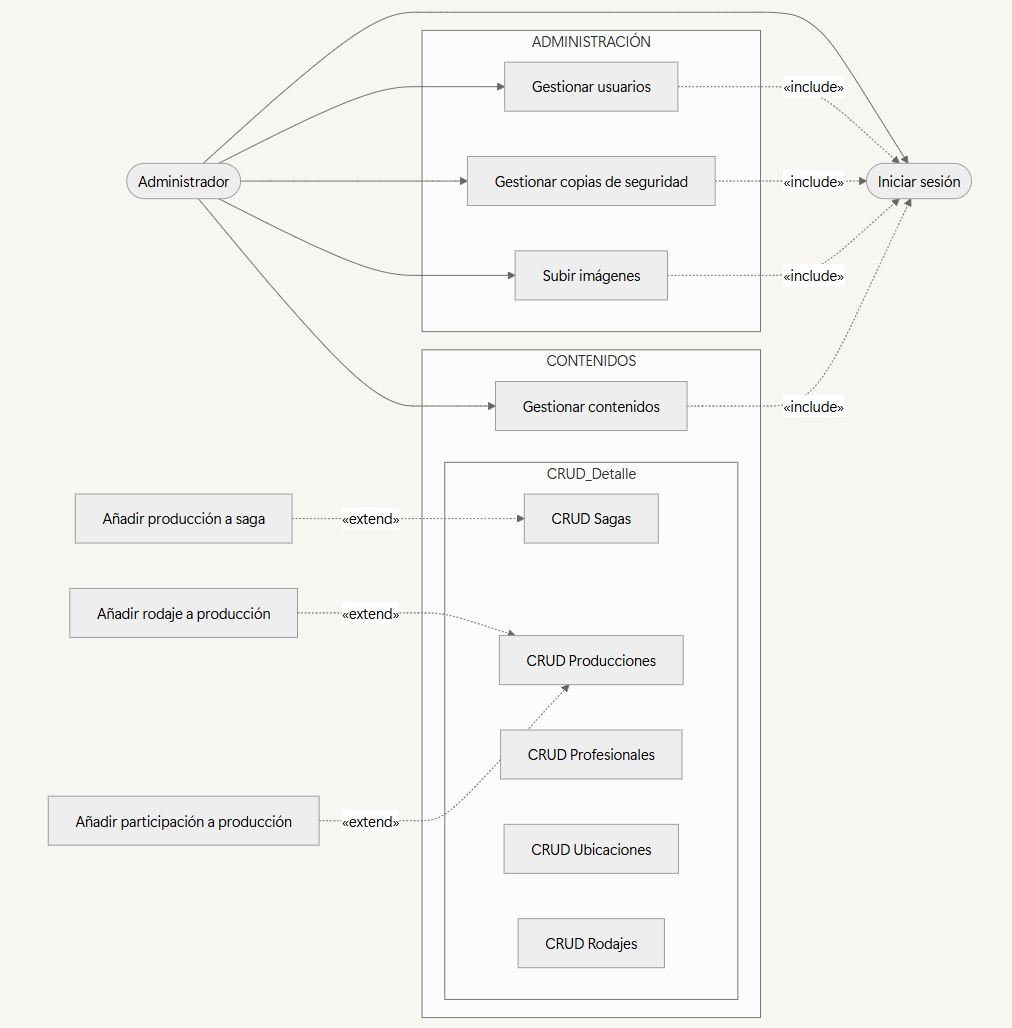 ADMINISTRACIÓN
Gestionar usuarios
«include»
Administrador
Gestionar copias de seguridad
«include»
Iniciar sesión
Subir imágenes
«include»
CONTENIDOS
Gestionar contenidos
«include»
CRUD_Detalle
Añadir producción a saga
«extend»
CRUD Sagas
Añadir rodaje a producción
«extend»
CRUD Producciones
CRUD Profesionales
Añadir participación a producción
«extend»
CRUD Ubicaciones
CRUD Rodajes